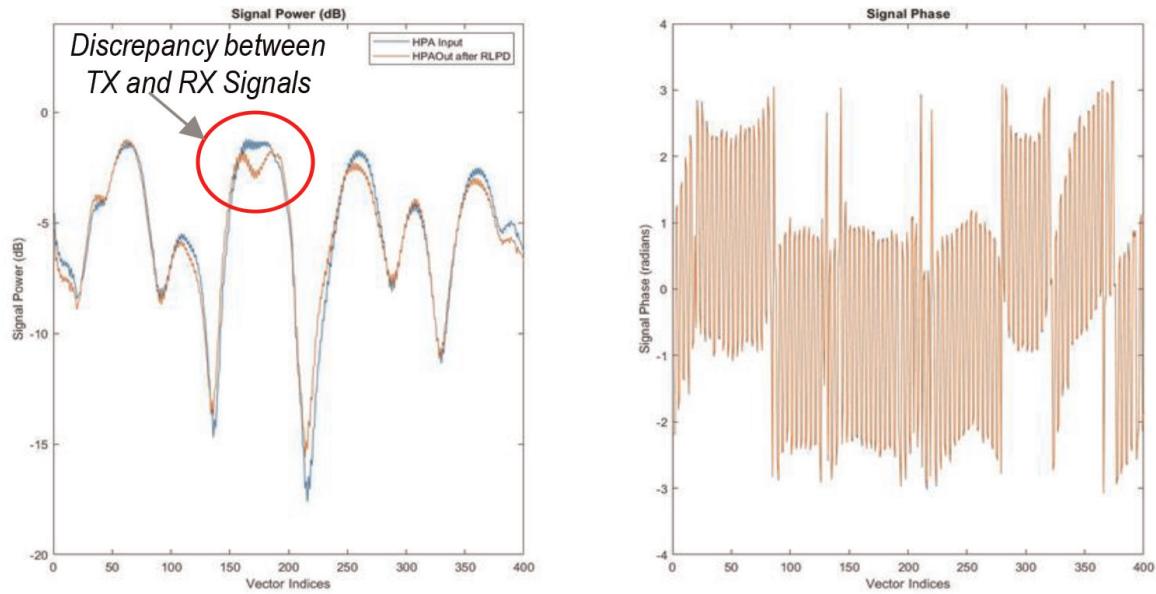 Signal Power (dB)
Discrepancy between
TX and RX Signals
HPA Input
HPAOut after RLPD
0
-5
-10
-15
-20
Signal Power (dB)
0 50 100 150 200 250 300 350 400
Vector Indices
Signal Phase
4
3
2
1
0
-1
-2
-3
-4
Signal Phase (radians)
0 50 100 150 200 250 300 350 400
Vector Indices